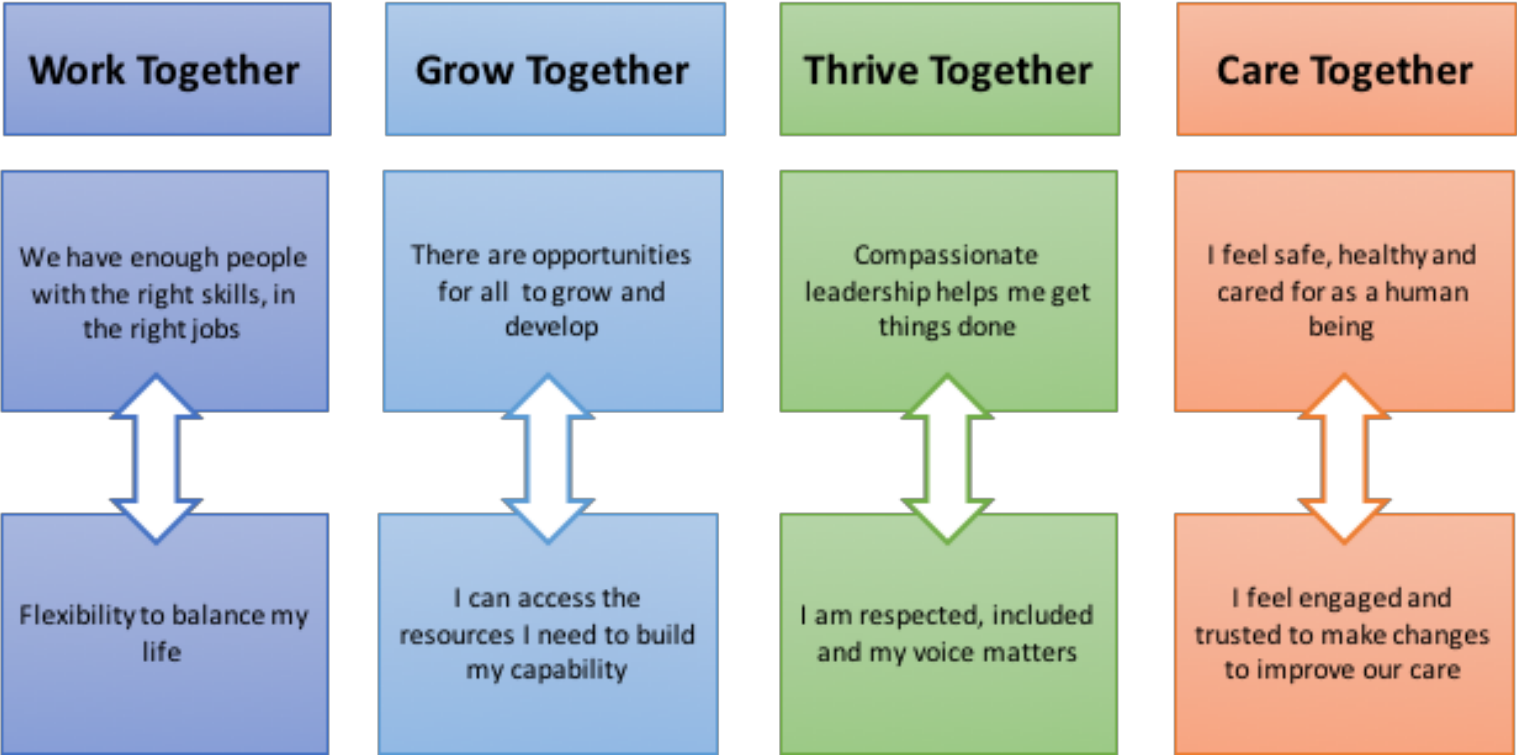 Work Together
Grow Together
Thrive Together
Care Together
We have enough people
with the right skills, in
the right jobs
There are opportunities
for all to grow and
develop
Compassionate
leadership helps me get
things done
I feel safe, healthy and
cared for as a human
being
Flexibility to balance my
life
I can access the
resources I need to build
my capability
I am respected, included
and my voice matters
I feel engaged and
trusted to make changes
to improve our care